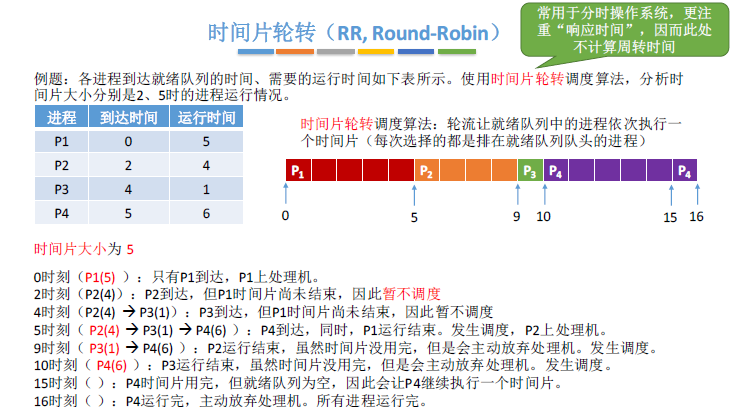 时间片轮转（RR, Round-Robin）
常用于分时操作系统，更注
重“响应时间”，因而此处
不计算周转时间
例题：各进程到达就绪队列的时间、需要的运行时间如下表所示。使用时间片轮转调度算法，分析时
间片大小分别是2、5时的进程运行情况。
进程 到达时间 运行时间
P1 0 5
P2 2 4
P3 4 1
P4 5 6
时间片轮转调度算法：轮流让就绪队列中的进程依次执行一
个时间片（每次选择的都是排在就绪队列队头的进程）
P1 P2 P3 P4 P4
0 5 9 10 15 16
时间片大小为 5
0时刻（P1(5) ）：只有P1到达，P1上处理机。
2时刻（P2(4)）：P2到达，但P1时间片尚未结束，因此暂不调度
4时刻（P2(4) → P3(1)）：P3到达，但P1时间片尚未结束，因此暂不调度
5时刻（ P2(4) → P3(1) → P4(6) ）：P4到达，同时，P1运行结束。发生调度，P2上处理机。
9时刻（ P3(1) → P4(6) ）：P2运行结束，虽然时间片没用完，但是会主动放弃处理机。发生调度。
10时刻（ P4(6) ）：P3运行结束，虽然时间片没用完，但是会主动放弃处理机。发生调度。
15时刻（ ）：P4时间片用完，但就绪队列为空，因此会让P4继续执行一个时间片。
16时刻（ ）：P4运行完，主动放弃处理机。所有进程运行完。